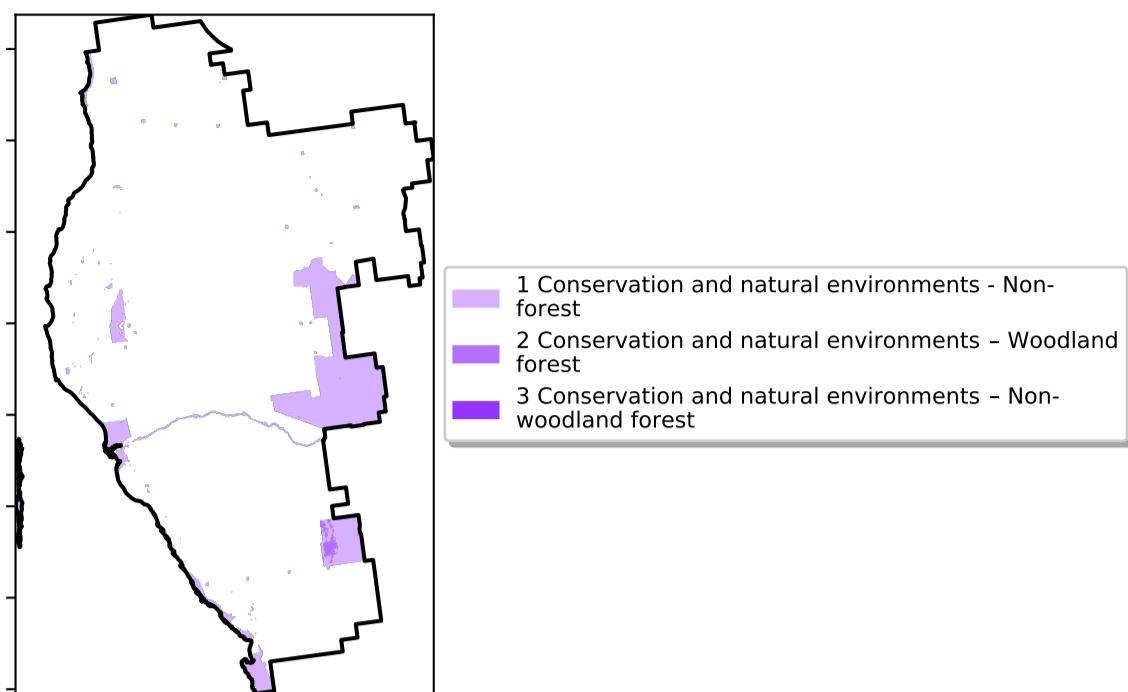 1 Conservation and natural environments - Non-
forest
2 Conservation and natural environments – Woodland
forest
3 Conservation and natural environments – Non-
woodland forest